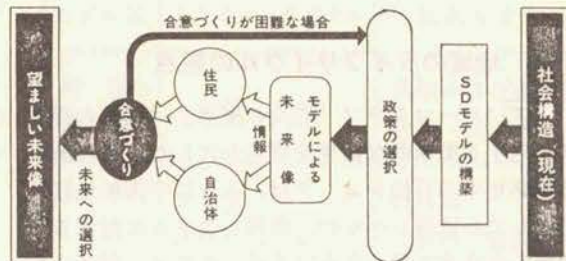 合意づくりが困難な場合
社会構造(現在)
SDモデルの構築
政策の選択
モデルによる
未来像
情報
住民
自治体
合意づくり
未来への選択
望ましい未来像